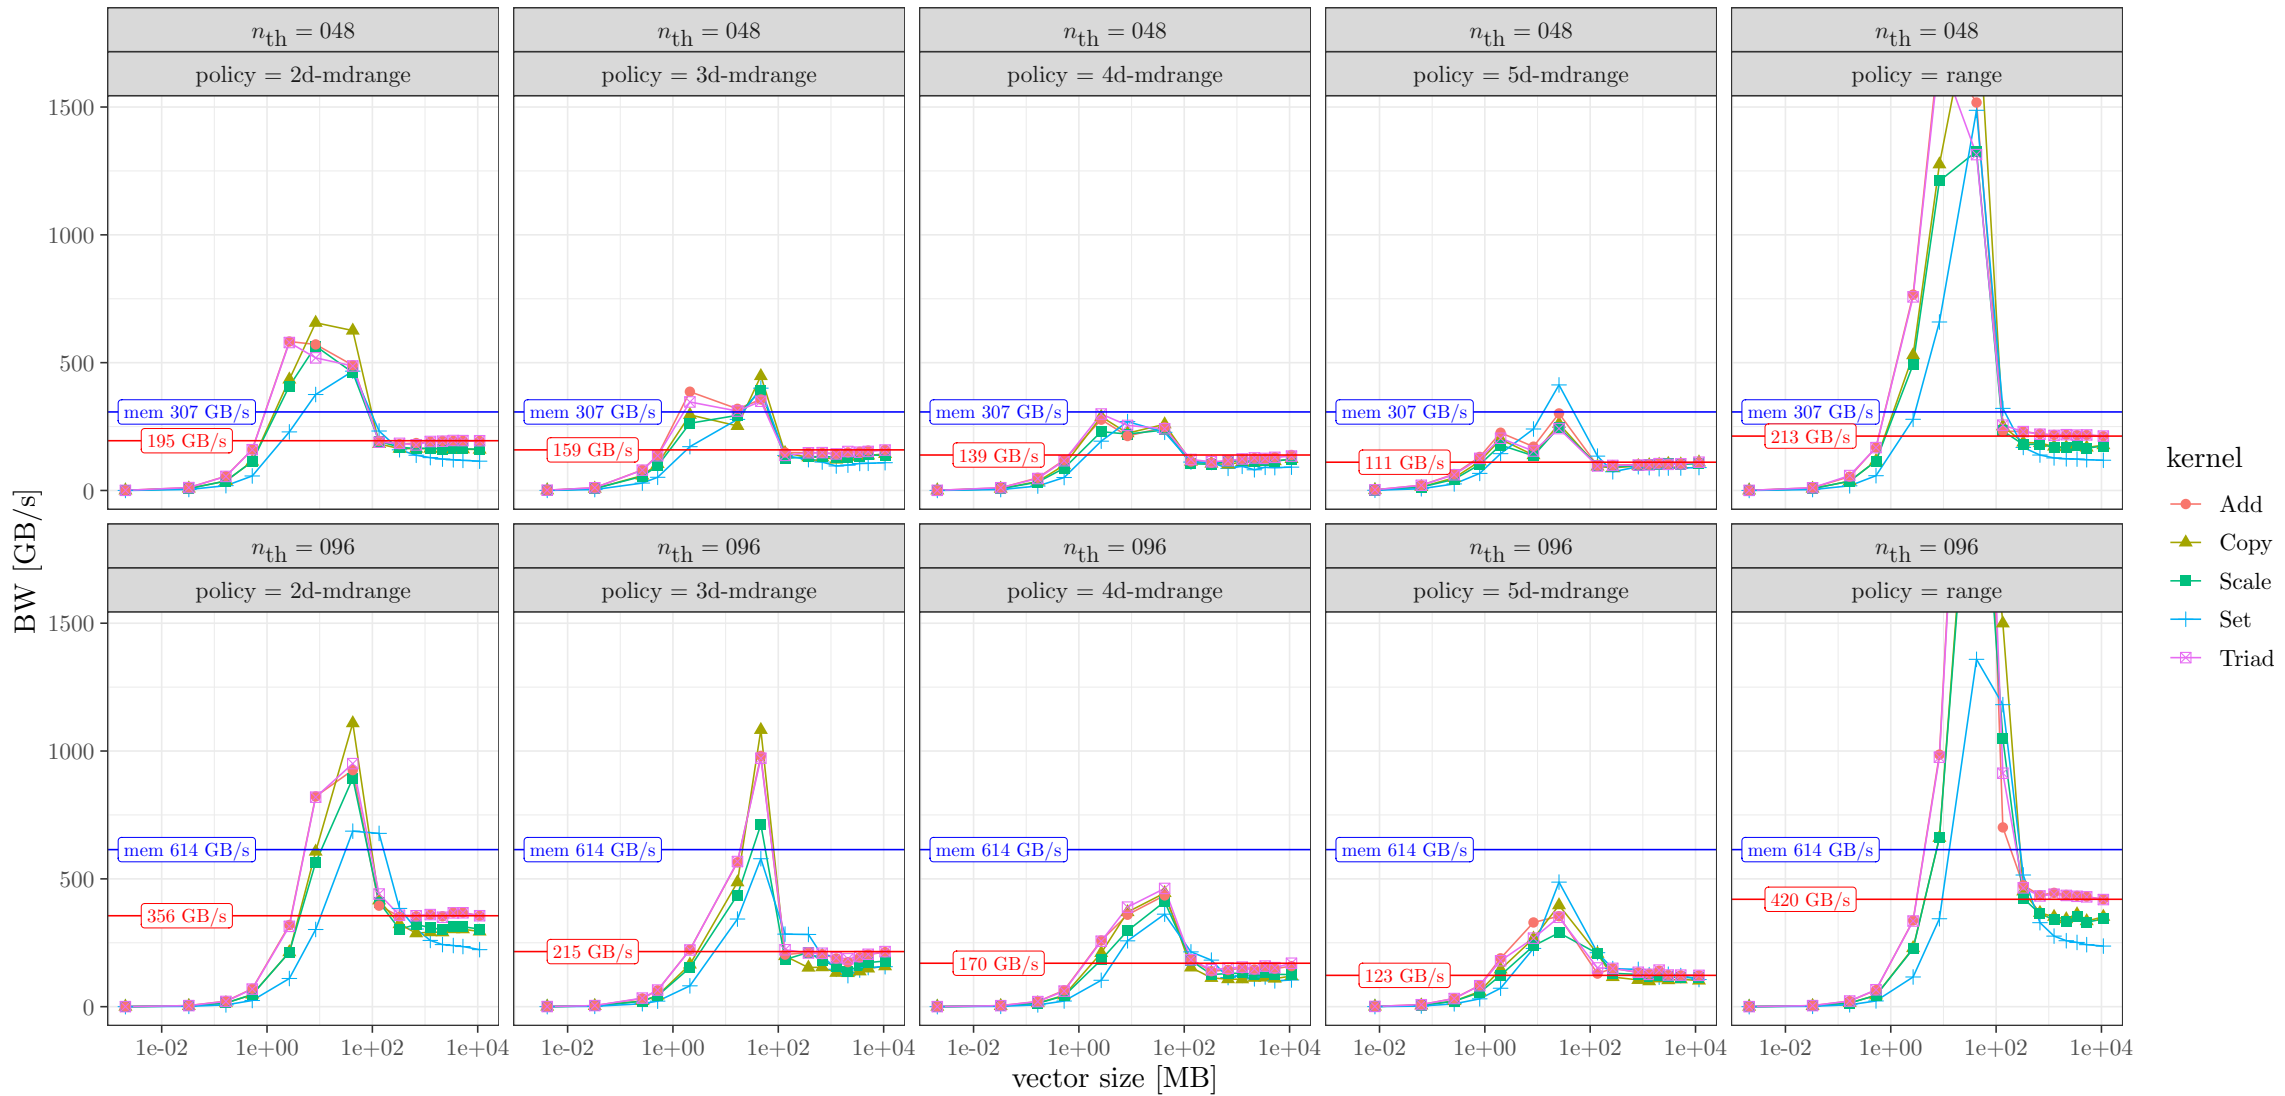 n_th = 048
policy = 2d-mdrange
n_th = 048
policy = 3d-mdrange
n_th = 048
policy = 4d-mdrange
n_th = 048
policy = 5d-mdrange
n_th = 048
policy = range
1500
1000
500
0
mem 307 GB/s
195 GB/s
mem 307 GB/s
159 GB/s
mem 307 GB/s
139 GB/s
mem 307 GB/s
111 GB/s
mem 307 GB/s
213 GB/s
BW [GB/s]
n_th = 096
policy = 2d-mdrange
n_th = 096
policy = 3d-mdrange
n_th = 096
policy = 4d-mdrange
n_th = 096
policy = 5d-mdrange
n_th = 096
policy = range
1500
1000
500
0
mem 614 GB/s
356 GB/s
mem 614 GB/s
215 GB/s
mem 614 GB/s
170 GB/s
mem 614 GB/s
123 GB/s
mem 614 GB/s
420 GB/s
1e-02 1e+00 1e+02 1e+04
1e-02 1e+00 1e+02 1e+04
1e-02 1e+00 1e+02 1e+04
1e-02 1e+00 1e+02 1e+04
1e-02 1e+00 1e+02 1e+04
vector size [MB]
kernel
Add
Copy
Scale
Set
Triad